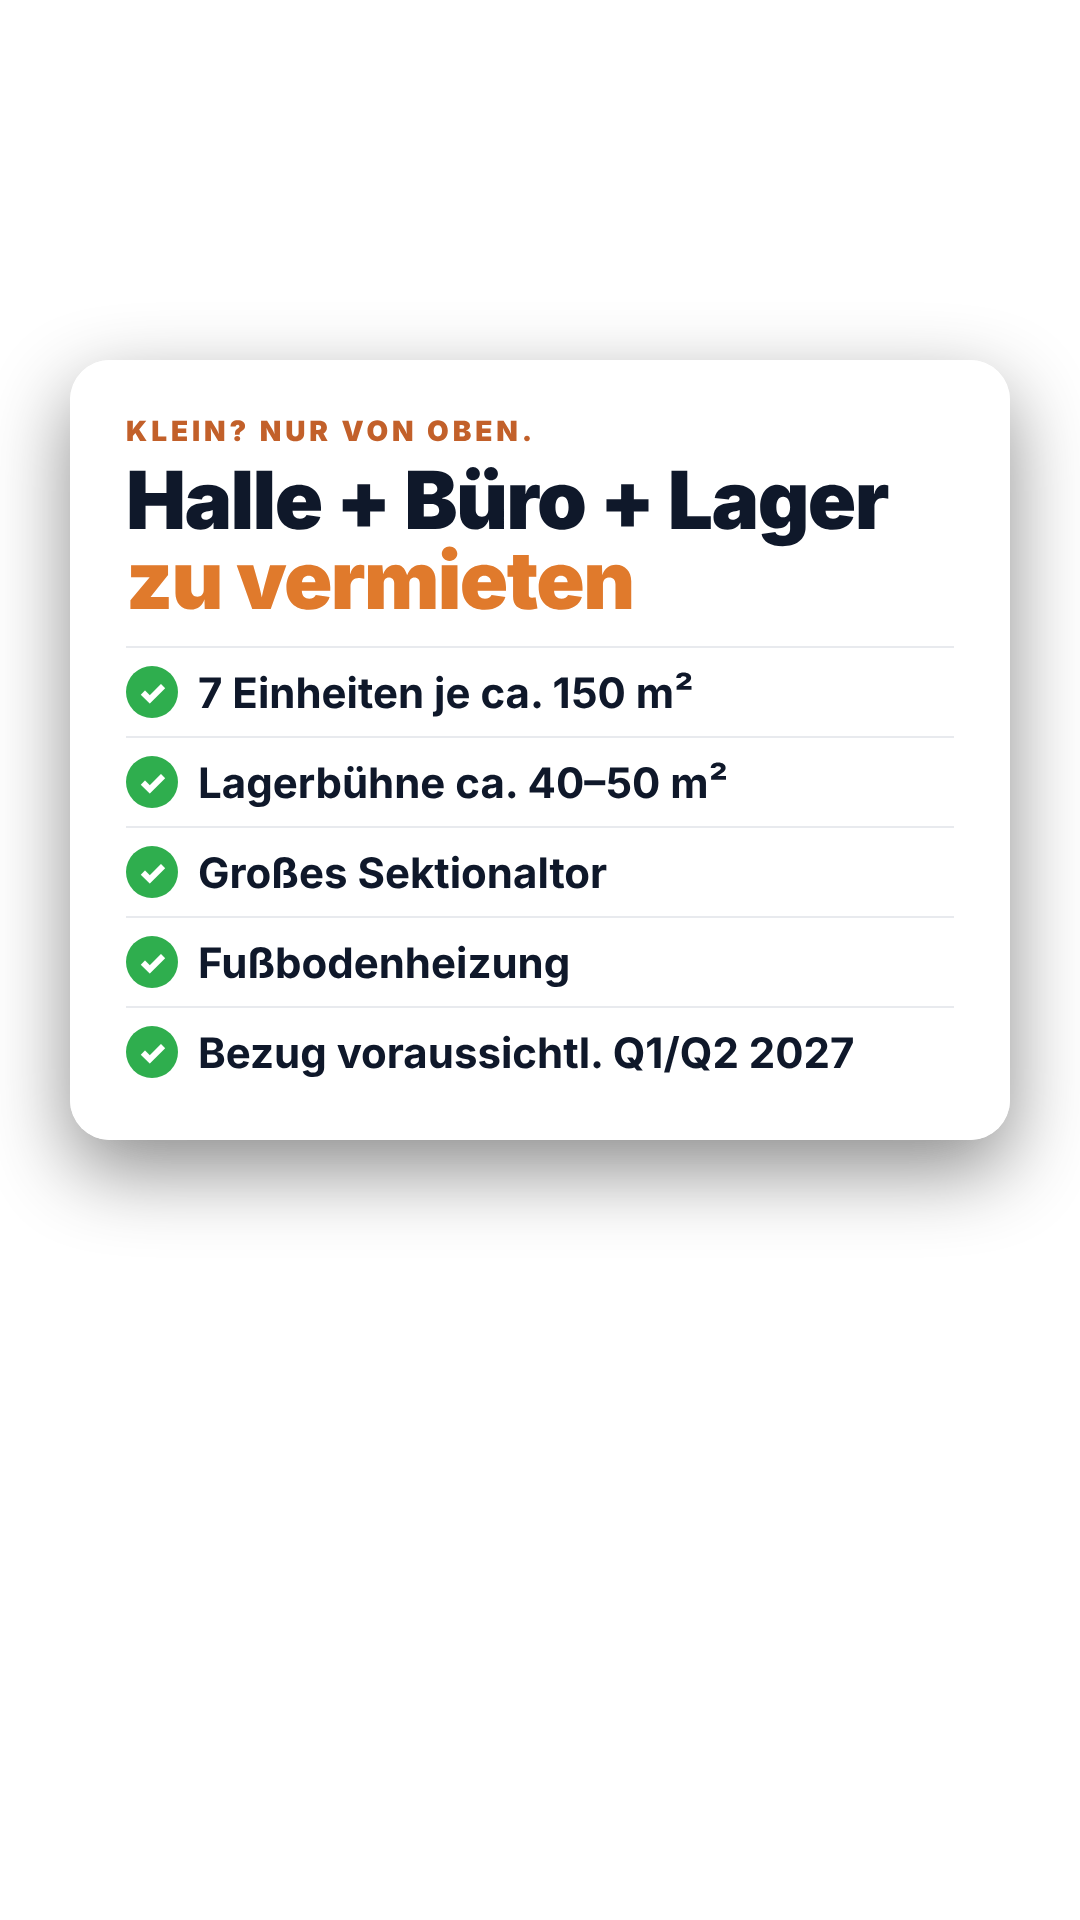 KLEIN? NUR VON OBEN.
Halle + Büro + Lager
zu vermieten
7 Einheiten je ca. 150 m²
Lagerbühne ca. 40–50 m²
Großes Sektionaltor
Fußbodenheizung
Bezug voraussichtl. Q1/Q2 2027